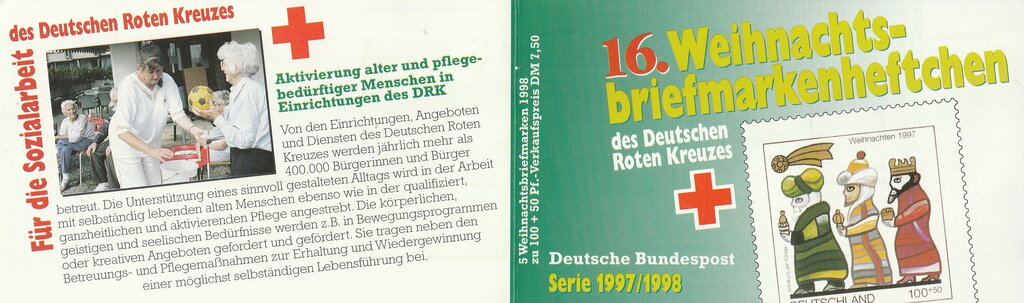 Für die Sozialarbeit
des Deutschen Roten Kreuzes
Aktivierung alter und pflege-
bedürftiger Menschen in
Einrichtungen des DRK
Von den Einrichtungen, Angeboten
und Diensten des Deutschen Roten
Kreuzes werden jährlich mehr als
400.000 Bürgerinnen und Bürger
betreut. Die Unterstützung eines sinnvoll gestalteten Alltags wird in der Arbeit
mit selbständig lebenden alten Menschen ebenso wie in der qualifiziert,
ganzheitlichen und aktivierenden Pflege angestrebt. Die körperlichen,
geistigen und seelischen Bedürfnisse werden z.B. in Bewegungsprogrammen
oder kreativen Angeboten gefordert und gefördert. Sie tragen neben den
Betreuungs- und Pflegemaßnahmen zur Erhaltung und Wiedergewinnung
einer möglichst selbständigen Lebensführung bei.
5 Weihnachtsbriefmarken 1998
zu 100 + 50 Pf.-Verkaufspreis DM 7,50
16. Weihnachts-
briefmarkenheftchen
des Deutschen
Roten Kreuzes
Deutsche Bundespost
Serie 1997/1998
Weihnachten 1997
DEUTSCHLAND
100+50